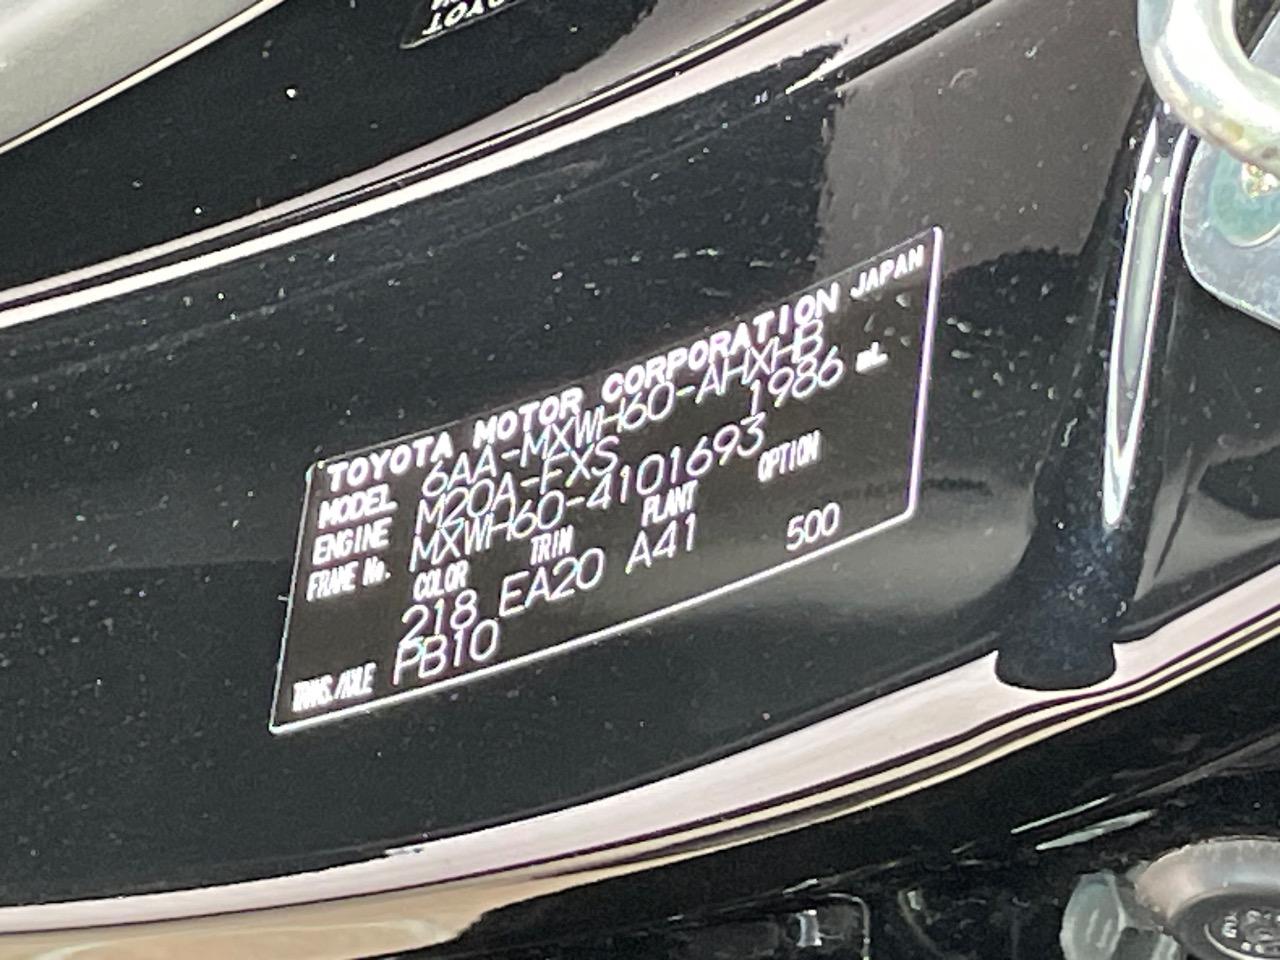 TOYOTA MOTOR CORPORATION JAPAN
MODEL 6AA-MXWH60-AHXHB
ENGINE M20A-FXS 1986 mL
FRAME No. MXWH60-4101693
COLOR TRIM PLANT OPTION
218 EA20 A41 500
TRANS./AXLE PB10